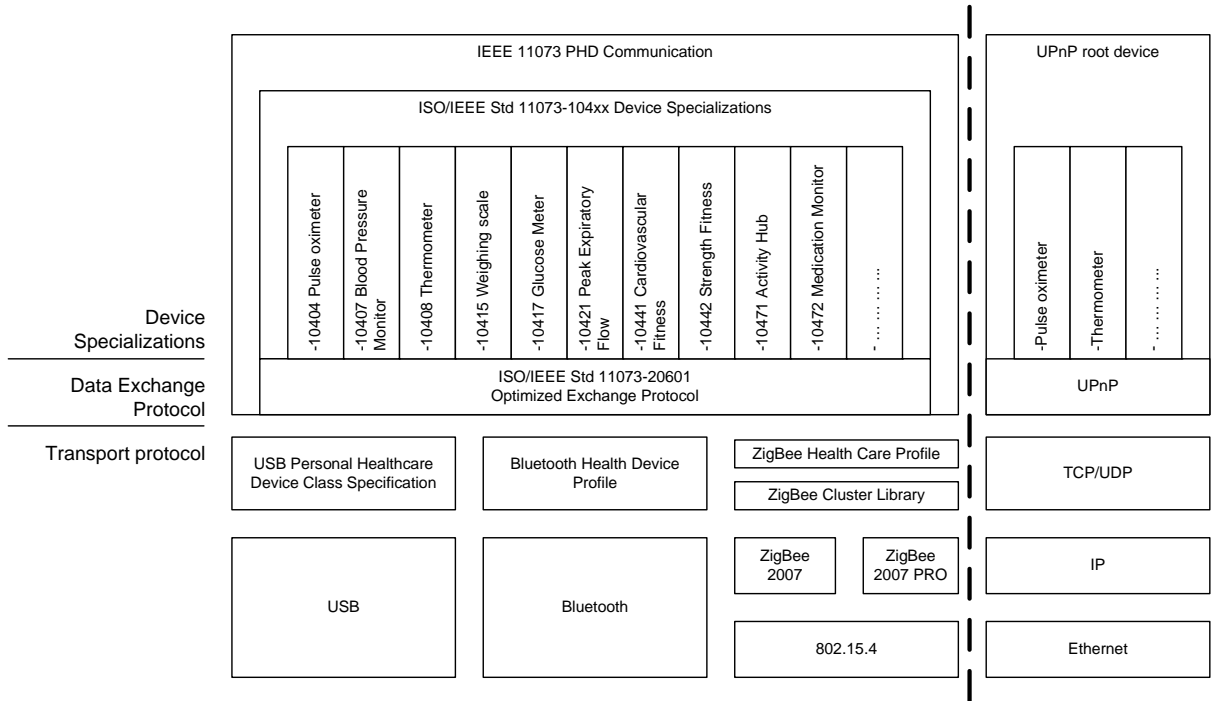 IEEE 11073 PHD Communication
UPnP root device
ISO/IEEE Std 11073-104xx Device Specializations
-10404 Pulse oximeter
-10407 Blood Pressure
Monitor
-10408 Thermometer
-10415 Weighing scale
-10417 Glucose Meter
-10421 Peak Expiratory
Flow
-10441 Cardiovascular
Fitness
-10442 Strength Fitness
-10471 Activity Hub
-10472 Medication Monitor
- ... ... ... ...
-Pulse oximeter
-Thermometer
- ... ... ... ...
Device
Specializations
Data Exchange
Protocol
ISO/IEEE Std 11073-20601
Optimized Exchange Protocol
UPnP
Transport protocol
USB Personal Healthcare
Device Class Specification
Bluetooth Health Device
Profile
ZigBee Health Care Profile
ZigBee Cluster Library
TCP/UDP
USB
Bluetooth
ZigBee
2007
ZigBee
2007 PRO
IP
802.15.4
Ethernet